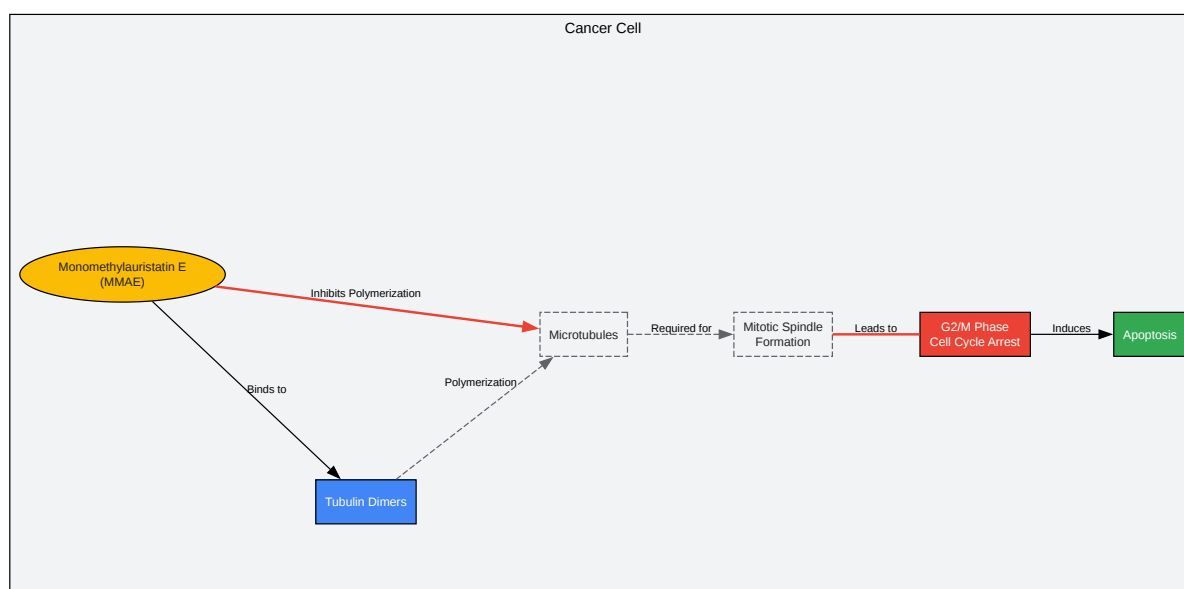 Cancer Cell
Monomethylauristatin E
(MMAE)
Inhibits Polymerization
Microtubules
Required for
Mitotic Spindle
Formation
Leads to
G2/M Phase
Cell Cycle Arrest
Induces
Apoptosis
Polymerization
Binds to
Tubulin Dimers